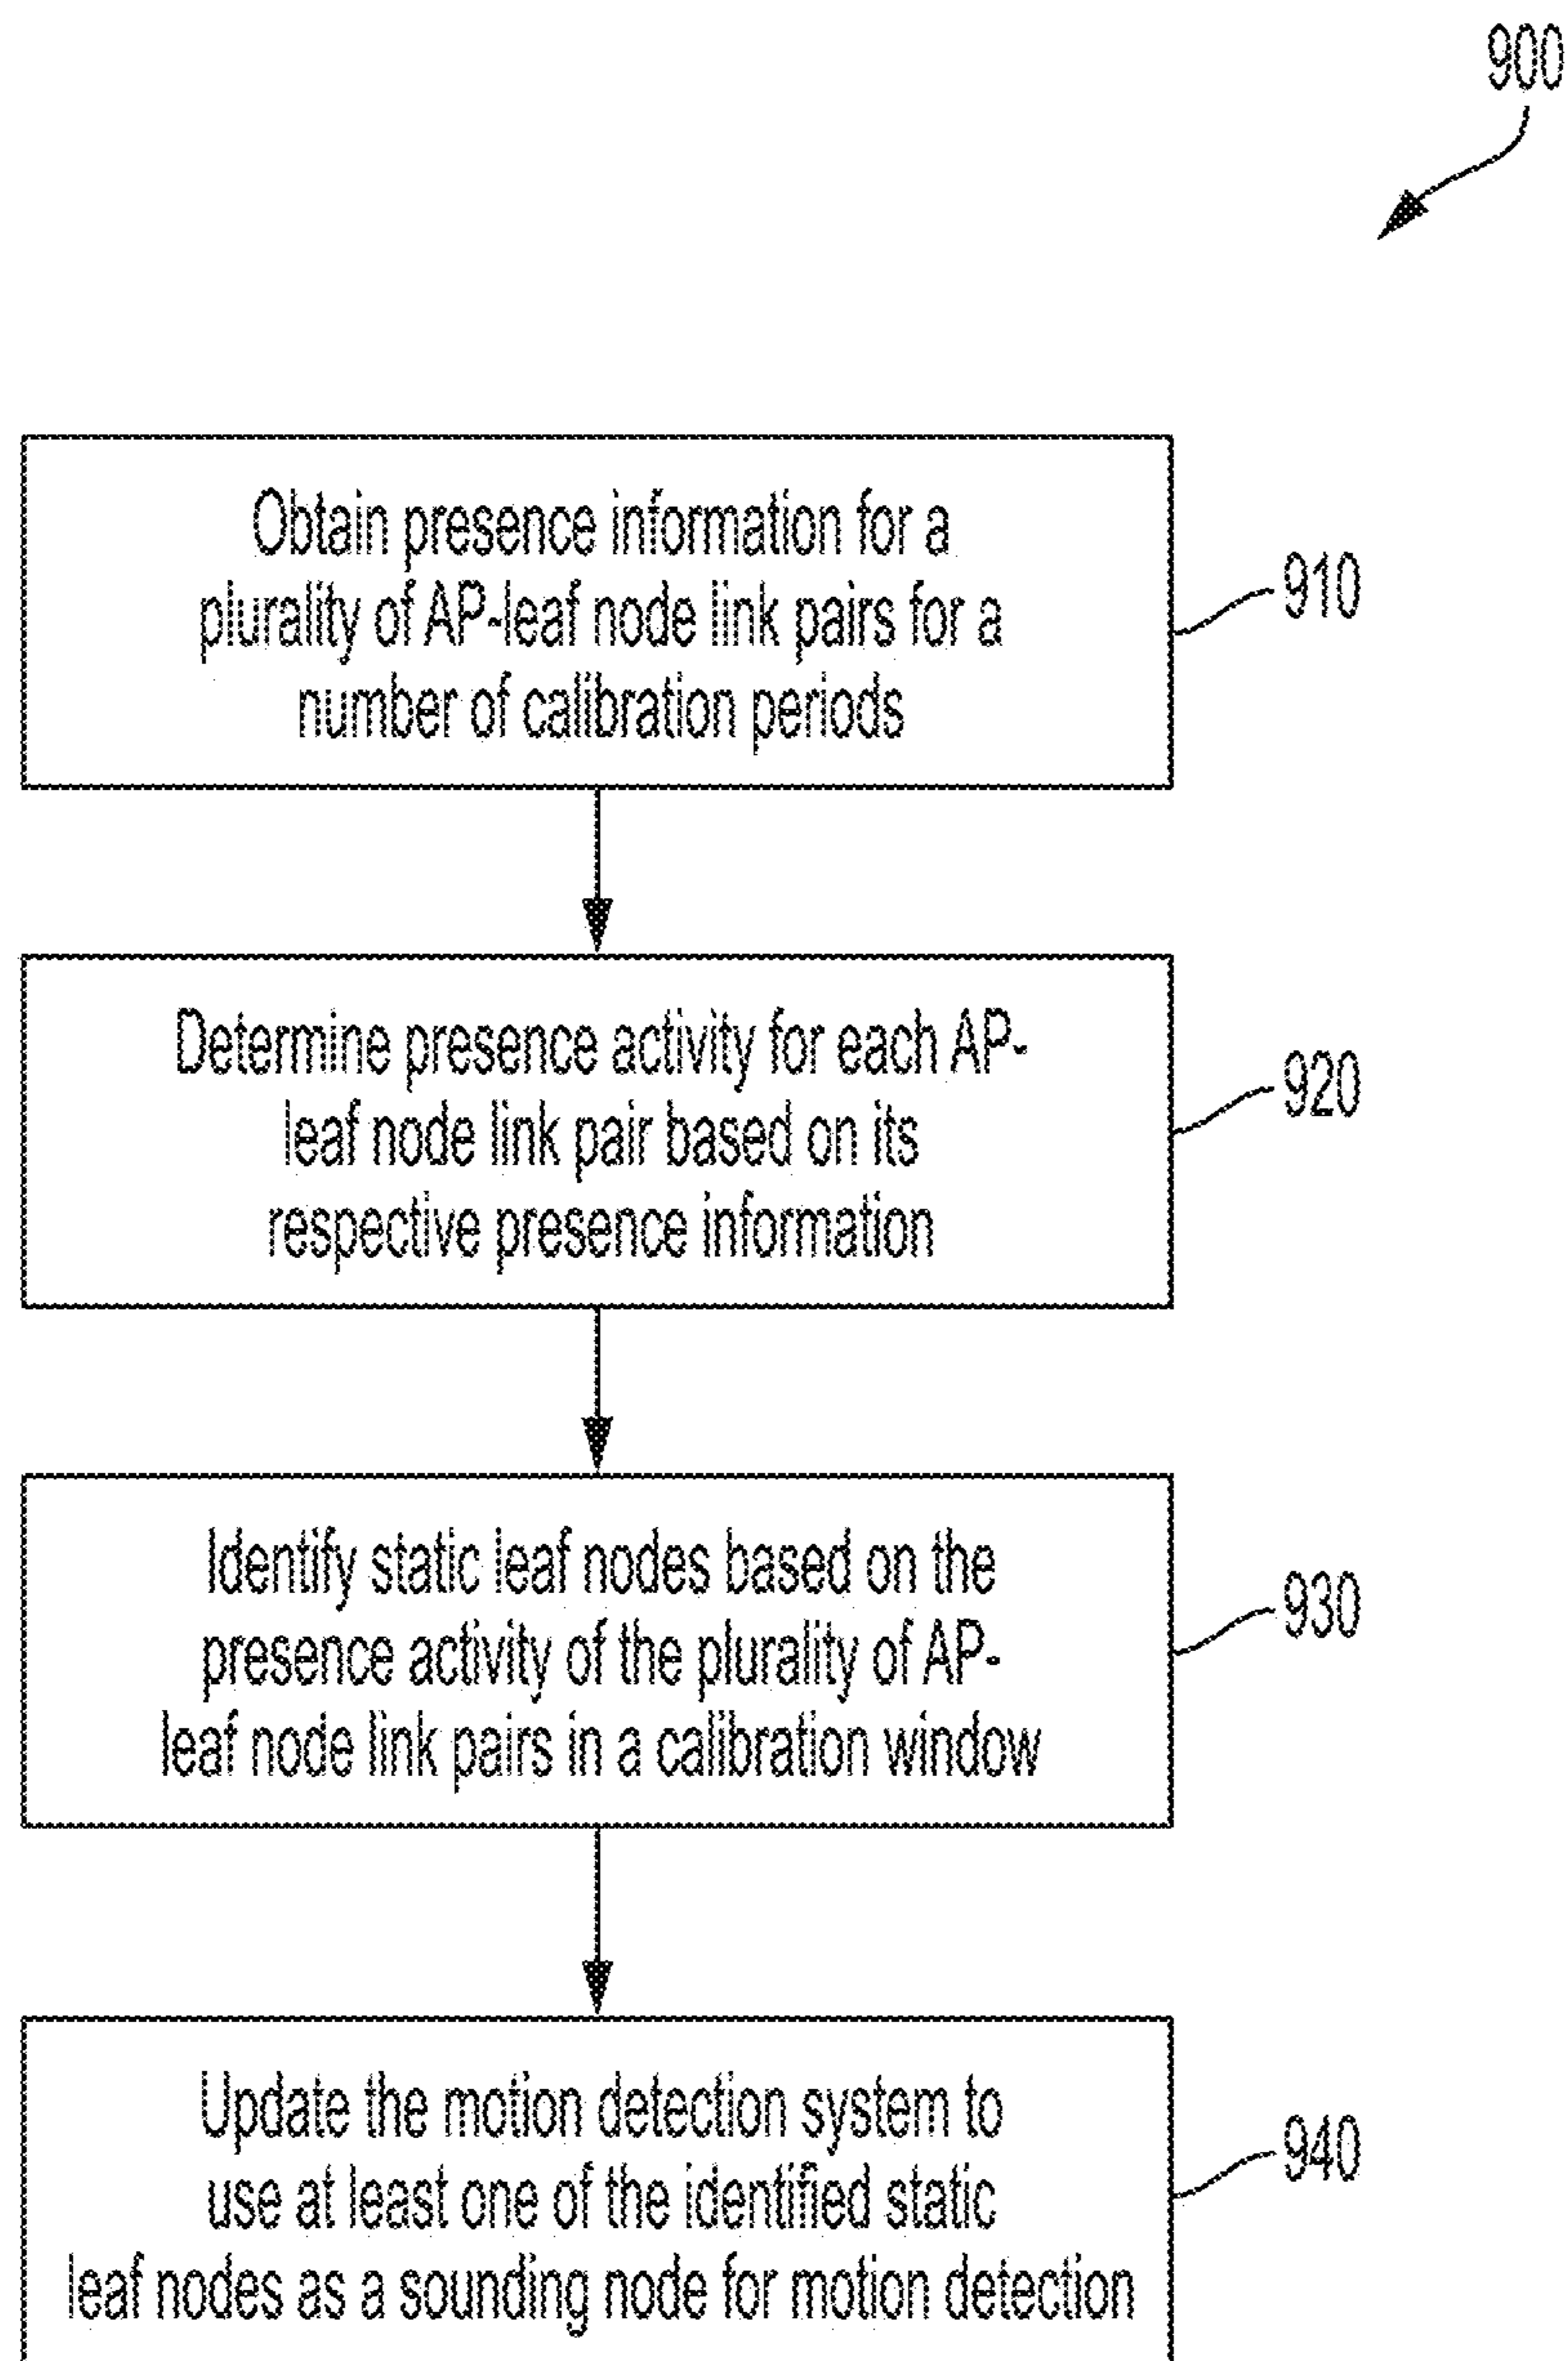 900
Obtain presence information for a
plurality of AP-leaf node link pairs for a
number of calibration periods
910
Determine presence activity for each AP-
leaf node link pair based on its
respective presence information
920
Identify static leaf nodes based on the
presence activity of the plurality of AP-
leaf node link pairs in a calibration window
930
Update the motion detection system to
use at least one of the identified static
leaf nodes as a sounding node for motion detection
940